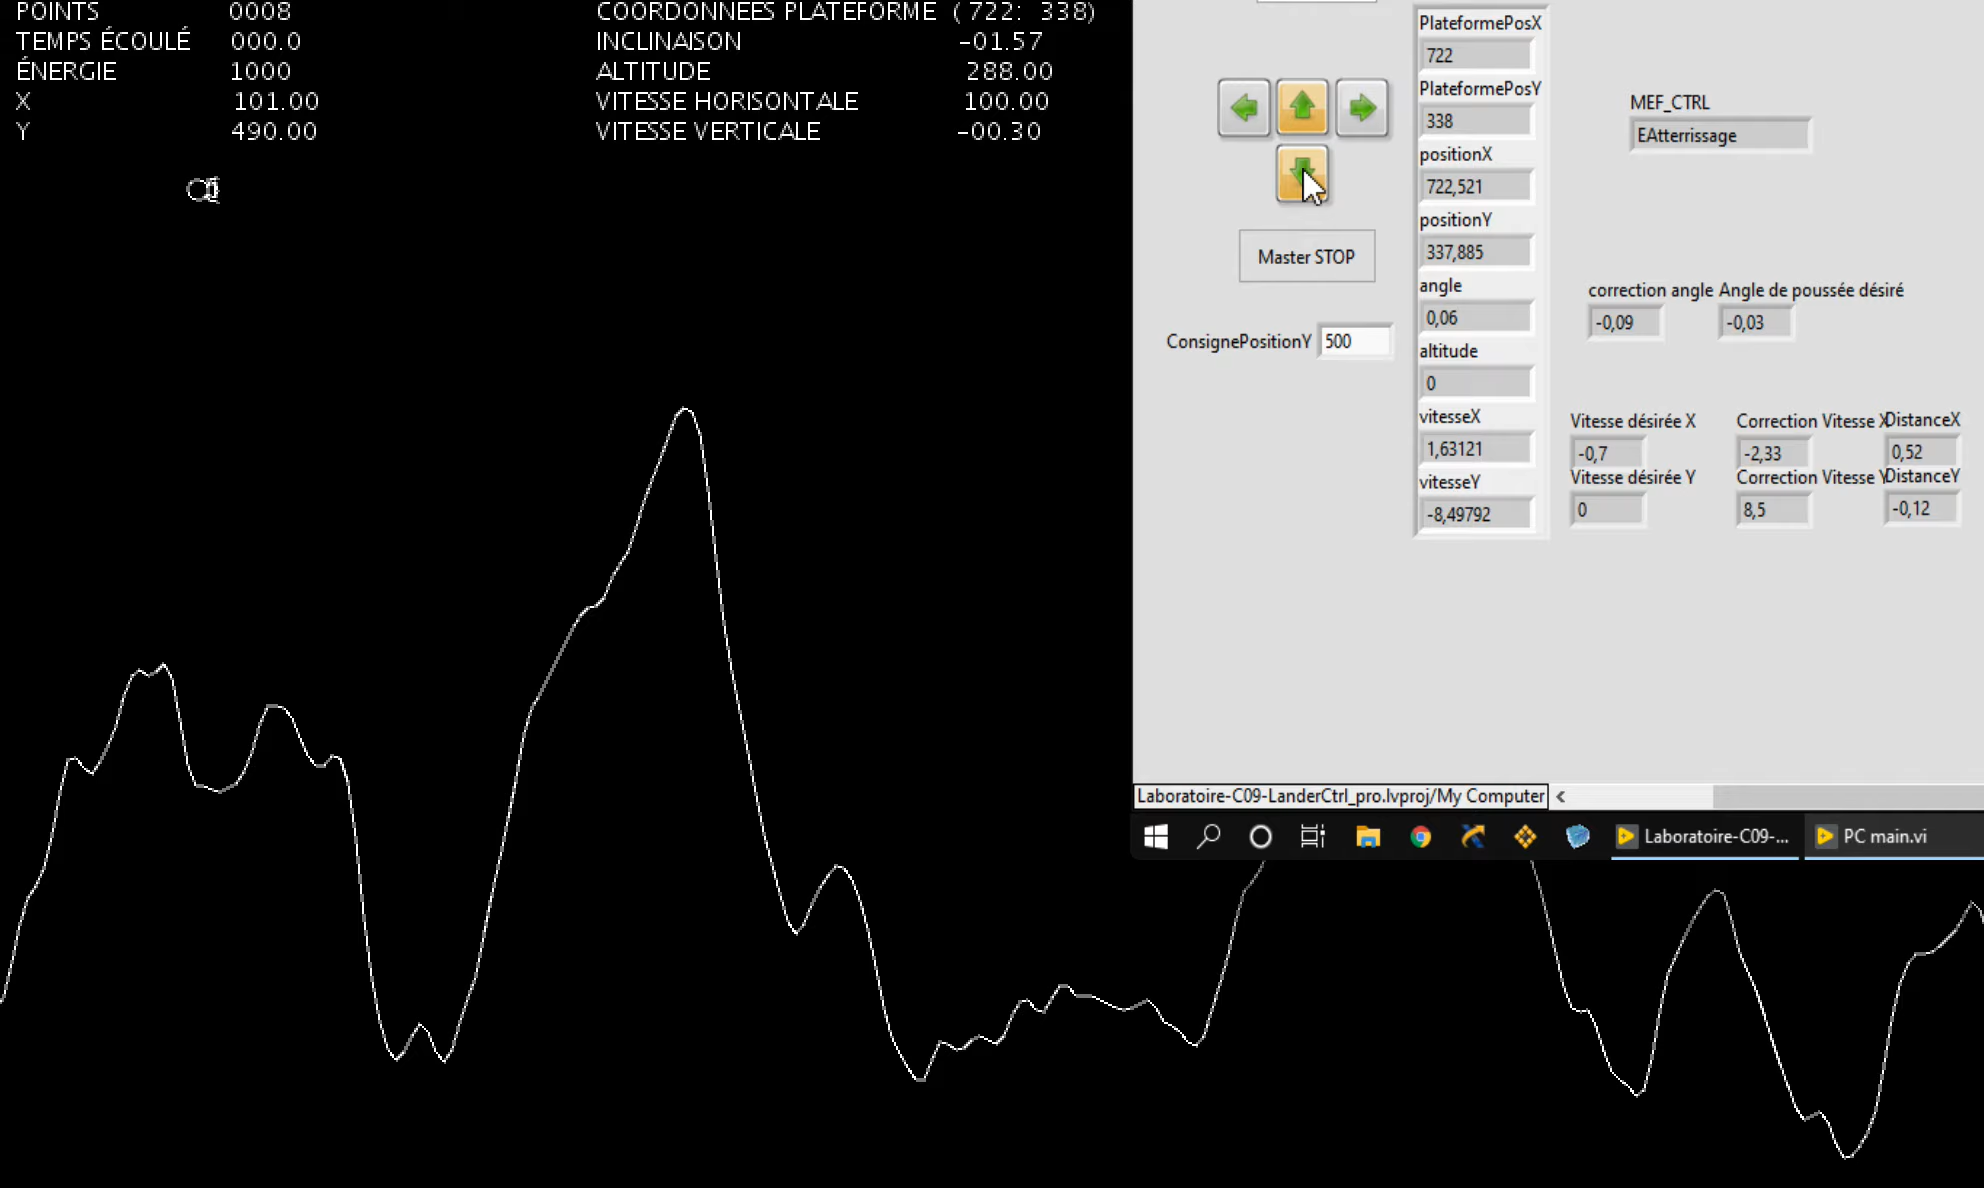 POINTS 0008
TEMPS ÉCOULÉ 000.0
ÉNERGIE 1000
X 101.00
Y 490.00
COORDONNEES PLATEFORME (722: 338)
INCLINAISON -01.57
ALTITUDE 288.00
VITESSE HORISONTALE 100.00
VITESSE VERTICALE -00.30
Master STOP
ConsignePositionY 500
PlateformePosX
722
PlateformePosY
338
positionX
722,521
positionY
337,885
angle
0,06
altitude
0
vitesseX
1,63121
vitesseY
-8,49792
MEF_CTRL
EAtterrissage
correction angle Angle de poussée désiré
-0,09 -0,03
Vitesse désirée X Correction Vitesse X DistanceX
-0,7 -2,33 0,52
Vitesse désirée Y Correction Vitesse Y DistanceY
0 8,5 -0,12
Laboratoire-C09-LanderCtrl_pro.lvproj/My Computer <
Laboratoire-C09-... PC main.vi